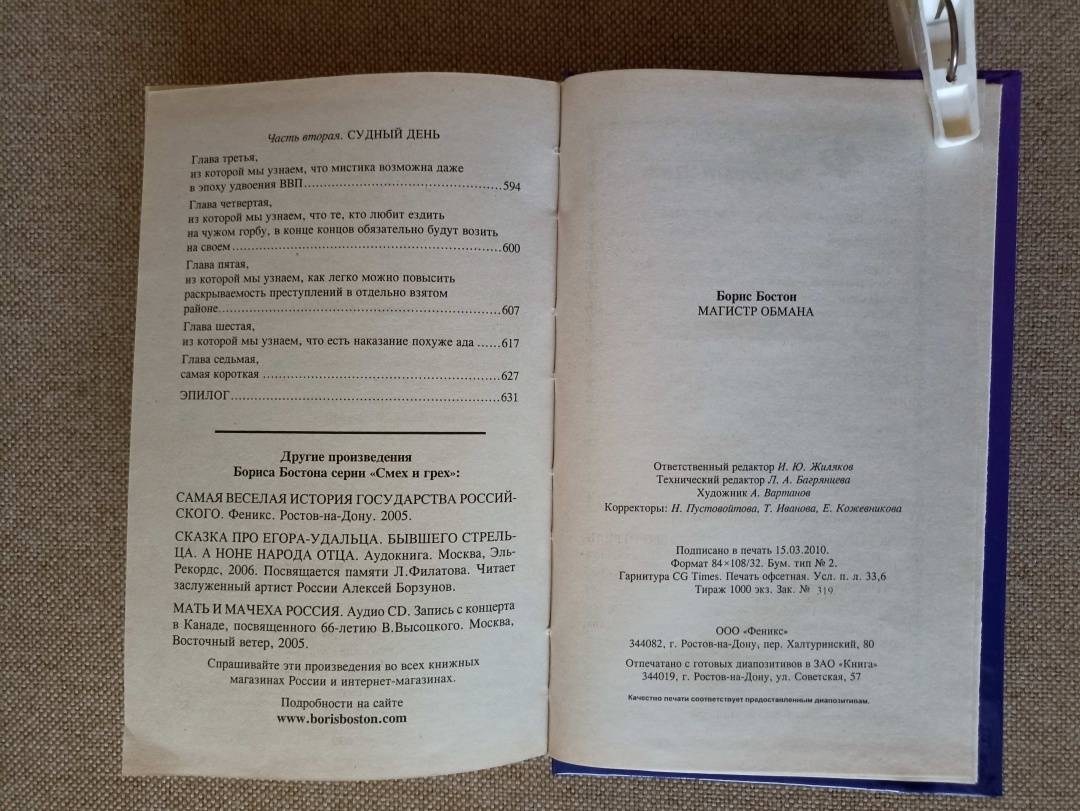 Часть вторая. СУДНЫЙ ДЕНЬ
Глава третья,
из которой мы узнаем, что мистика возможна даже
в эпоху удвоения ВВП.....................................................594
Глава четвертая,
из которой мы узнаем, что те, кто любит ездить
на чужом горбу, в конце концов обязательно будут возить
на своем.......................................................................600
Глава пятая,
из которой мы узнаем, как легко можно повысить
раскрываемость преступлений в отдельно взятом
районе..........................................................................607
Глава шестая,
из которой мы узнаем, что есть наказание похуже ада ......617
Глава седьмая,
самая короткая ..............................................................627
ЭПИЛОГ.......................................................................631
Другие произведения
Бориса Бостона серии «Смех и грех»:
САМАЯ ВЕСЕЛАЯ ИСТОРИЯ ГОСУДАРСТВА РОССИЙ-
СКОГО. Феникс. Ростов-на-Дону. 2005.
СКАЗКА ПРО ЕГОРА-УДАЛЬЦА. БЫВШЕГО СТРЕЛЬ-
ЦА. А НОНЕ НАРОДА ОТЦА. Аудокнига. Москва, Эль-
Рекордс, 2006. Посвящается памяти Л.Филатова. Читает
заслуженный артист России Алексей Борзунов.
МАТЬ И МАЧЕХА РОССИЯ. Аудио CD. Запись с концерта
в Канаде, посвященного 66-летию В.Высоцкого. Москва,
Восточный ветер, 2005.
Спрашивайте эти произведения во всех книжных
магазинах России и интернет-магазинах.
Подробности на сайте
www.borisboston.com
Борис Бостон
МАГИСТР ОБМАНА
Ответственный редактор И. Ю. Жиляков
Технический редактор Л. А. Багрянцева
Художник А. Вартанов
Корректоры: Н. Пустовойтова, Т. Иванова, Е. Кожевникова
Подписано в печать 15.03.2010.
Формат 84×108/32. Бум. тип № 2.
Гарнитура CG Times. Печать офсетная. Усл. п. л. 33,6
Тираж 1000 экз. Зак. № 319
ООО «Феникс»
344082, г. Ростов-на-Дону, пер. Халтуринский, 80
Отпечатано с готовых диапозитивов в ЗАО «Книга»
344019, г. Ростов-на-Дону, ул. Советская, 57
Качество печати соответствует предоставленным диапозитивам.